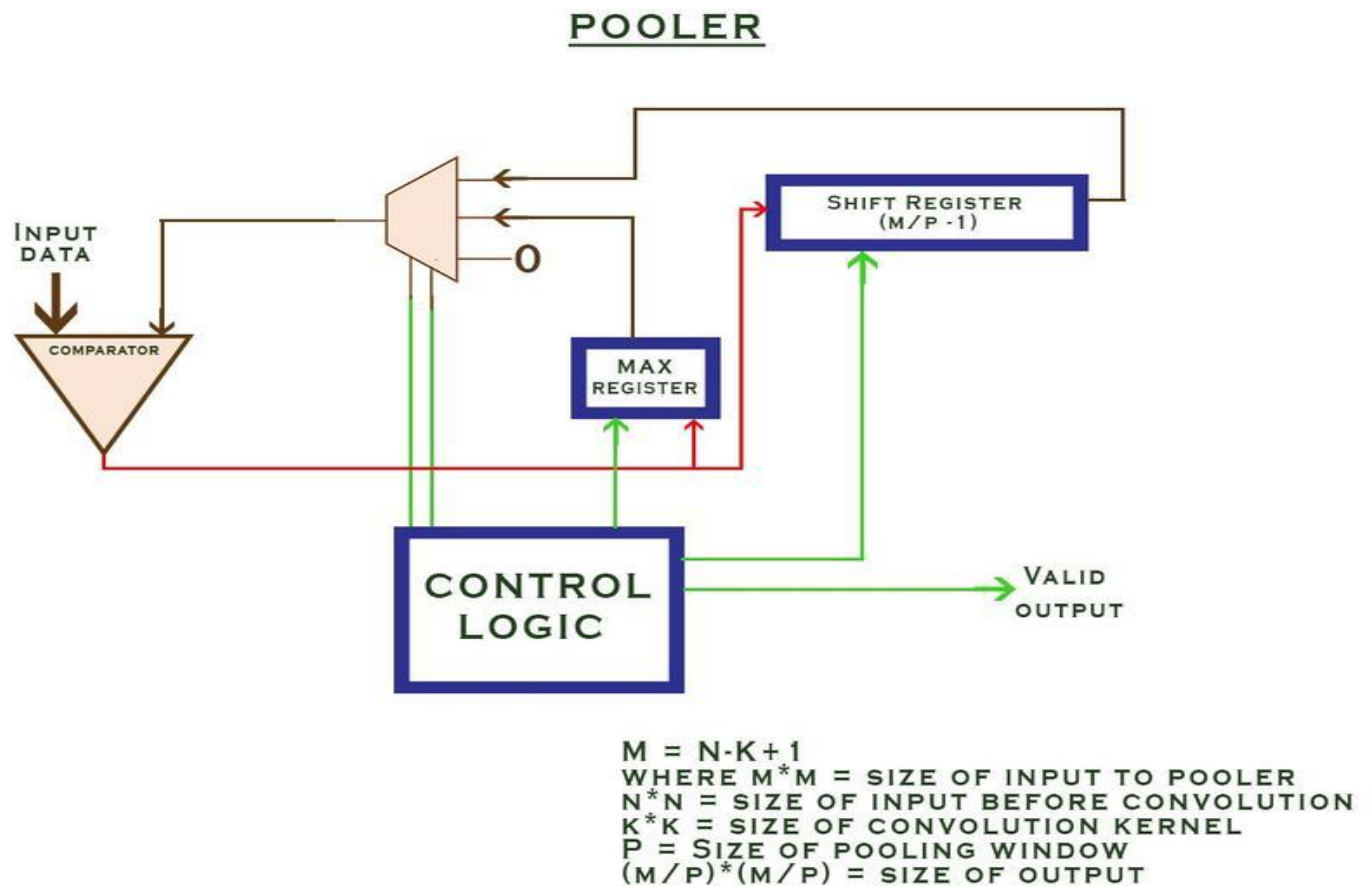 POOLER
SHIFT REGISTER
(M/P -1)
INPUT
DATA
0
COMPARATOR
MAX
REGISTER
CONTROL
LOGIC
VALID
OUTPUT
M = N-K+1
WHERE M*M = SIZE OF INPUT TO POOLER
N*N = SIZE OF INPUT BEFORE CONVOLUTION
K*K = SIZE OF CONVOLUTION KERNEL
P = SIZE OF POOLING WINDOW
(M/P)*(M/P) = SIZE OF OUTPUT